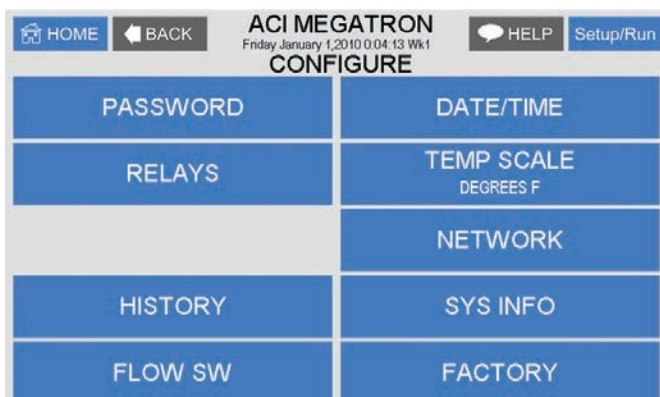 HOME
BACK
ACI MEGATRON
Friday January 1,2010 0:04:13 Wk1
CONFIGURE
HELP
Setup/Run
PASSWORD
DATE/TIME
RELAYS
TEMP SCALE
DEGREES F
NETWORK
HISTORY
SYS INFO
FLOW SW
FACTORY